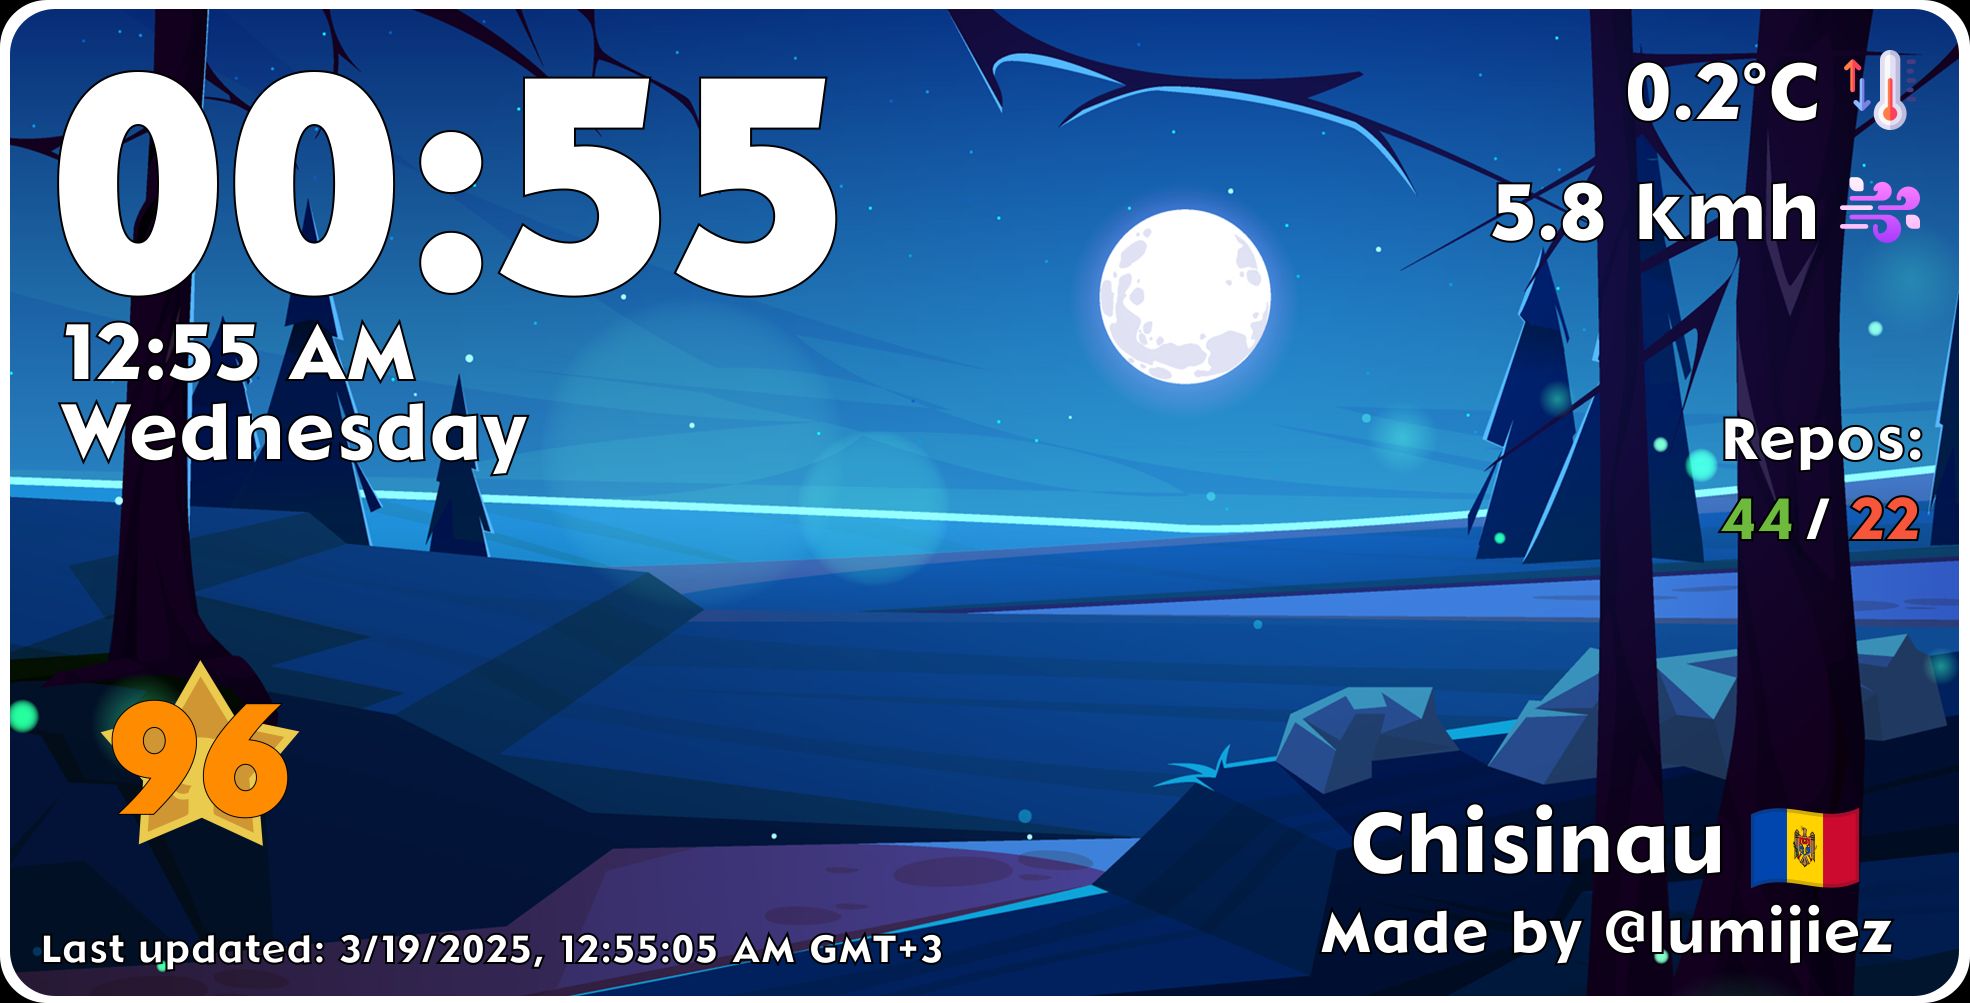 00:55
12:55 AM
Wednesday
0.2°C
5.8 kmh
Repos:
44 / 22
96
Chisinau
Made by @lumijiez
Last updated: 3/19/2025, 12:55:05 AM GMT+3